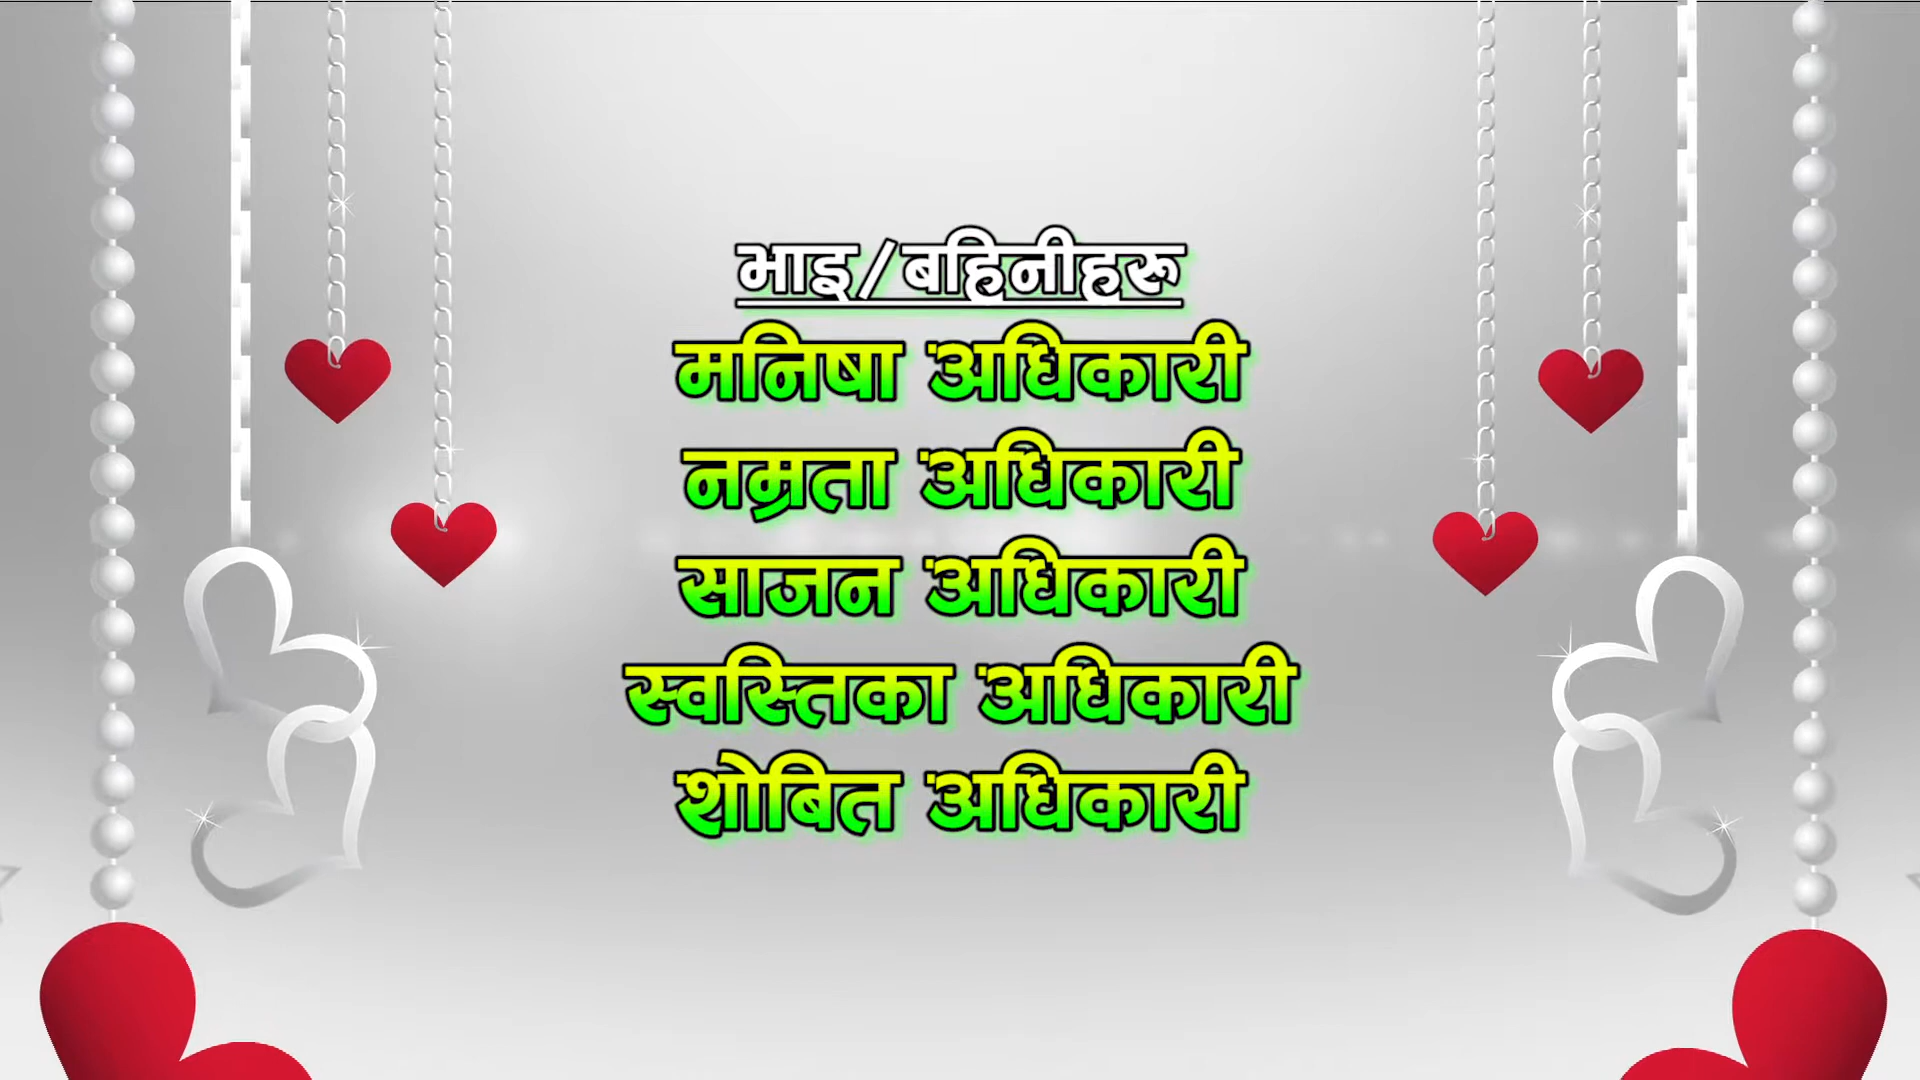 भाइ/बहिनीहरू
मनिषा अधिकारी
नम्रता अधिकारी
साजन अधिकारी
स्वस्तिका अधिकारी
शोबित अधिकारी